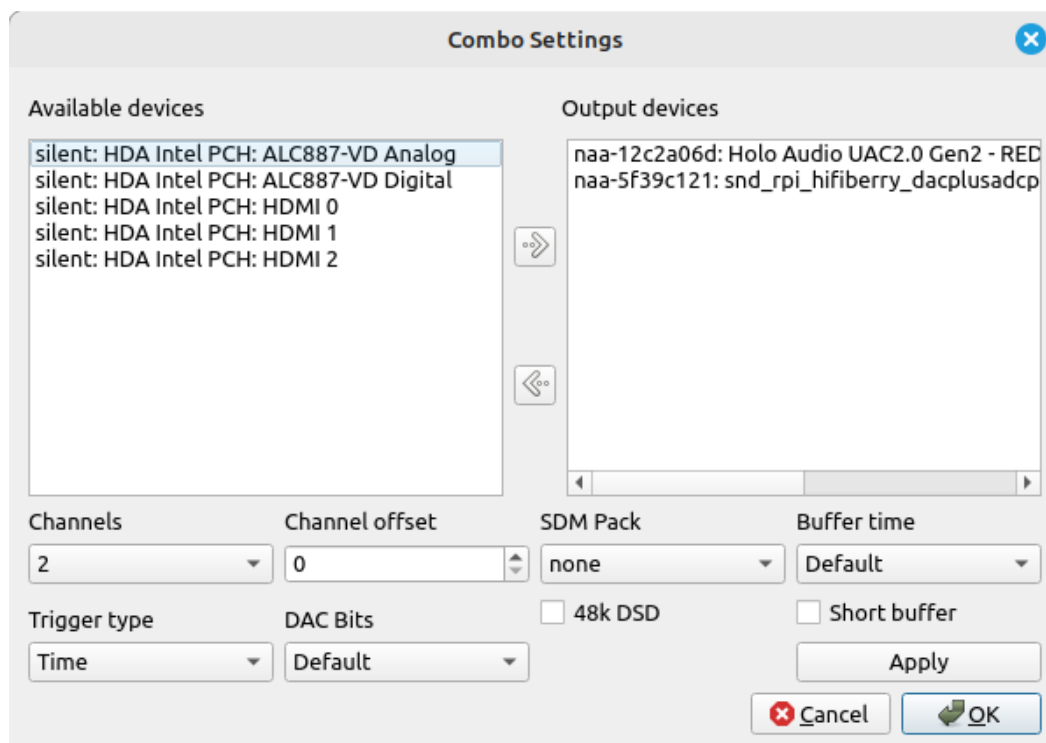 Combo Settings
Available devices
Output devices
silent: HDA Intel PCH: ALC887-VD Analog
silent: HDA Intel PCH: ALC887-VD Digital
silent: HDA Intel PCH: HDMI 0
silent: HDA Intel PCH: HDMI 1
silent: HDA Intel PCH: HDMI 2
naa-12c2a06d: Holo Audio UAC2.0 Gen2 - RED
naa-5f39c121: snd_rpi_hifiberry_dacplusadcp
Channels
Channel offset
SDM Pack
Buffer time
2
0
none
Default
Trigger type
DAC Bits
48k DSD
Short buffer
Time
Default
Apply
Cancel
OK